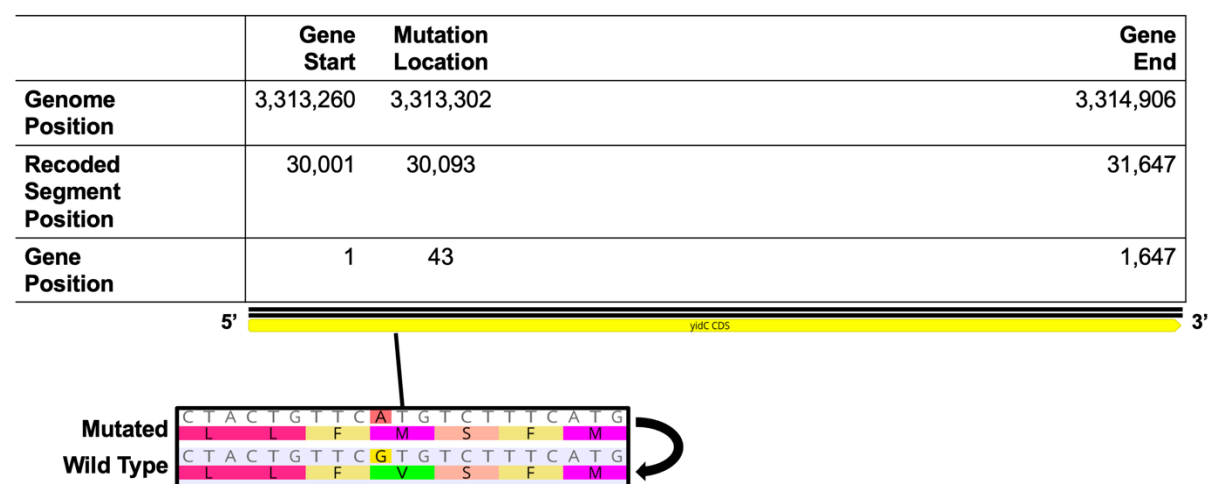 Gene Start Mutation Location Gene End
Genome Position 3,313,260 3,313,302 3,314,906
Recoded Segment Position 30,001 30,093 31,647
Gene Position 1 43 1,647
5’ yidC CDS 3’
C T A C T G T T C A T G T C T T T C A T G
Mutated L L F M S F M
C T A C T G T T C G T G T C T T T C A T G
Wild Type L L F V S F M